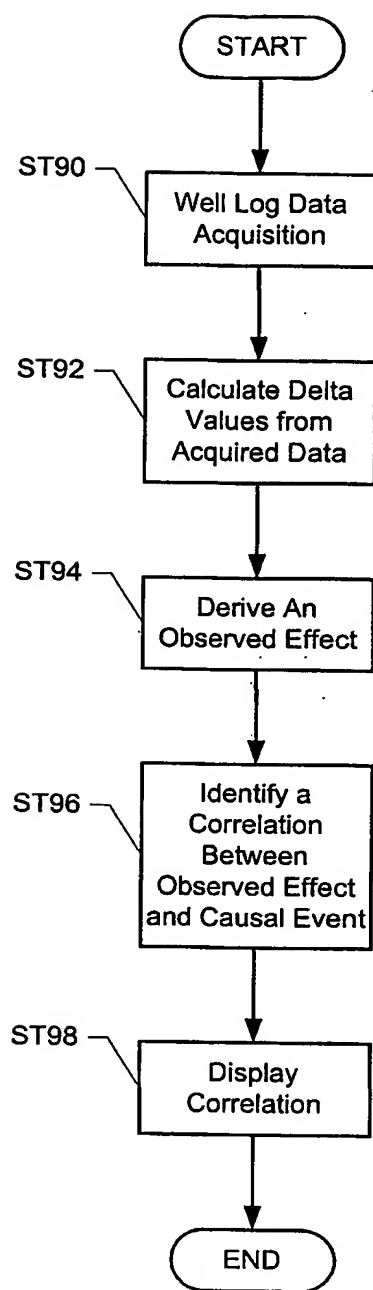 START
ST90
Well Log Data
Acquisition
ST92
Calculate Delta
Values from
Acquired Data
ST94
Derive An
Observed Effect
ST96
Identify a
Correlation
Between
Observed Effect
and Causal Event
ST98
Display
Correlation
END